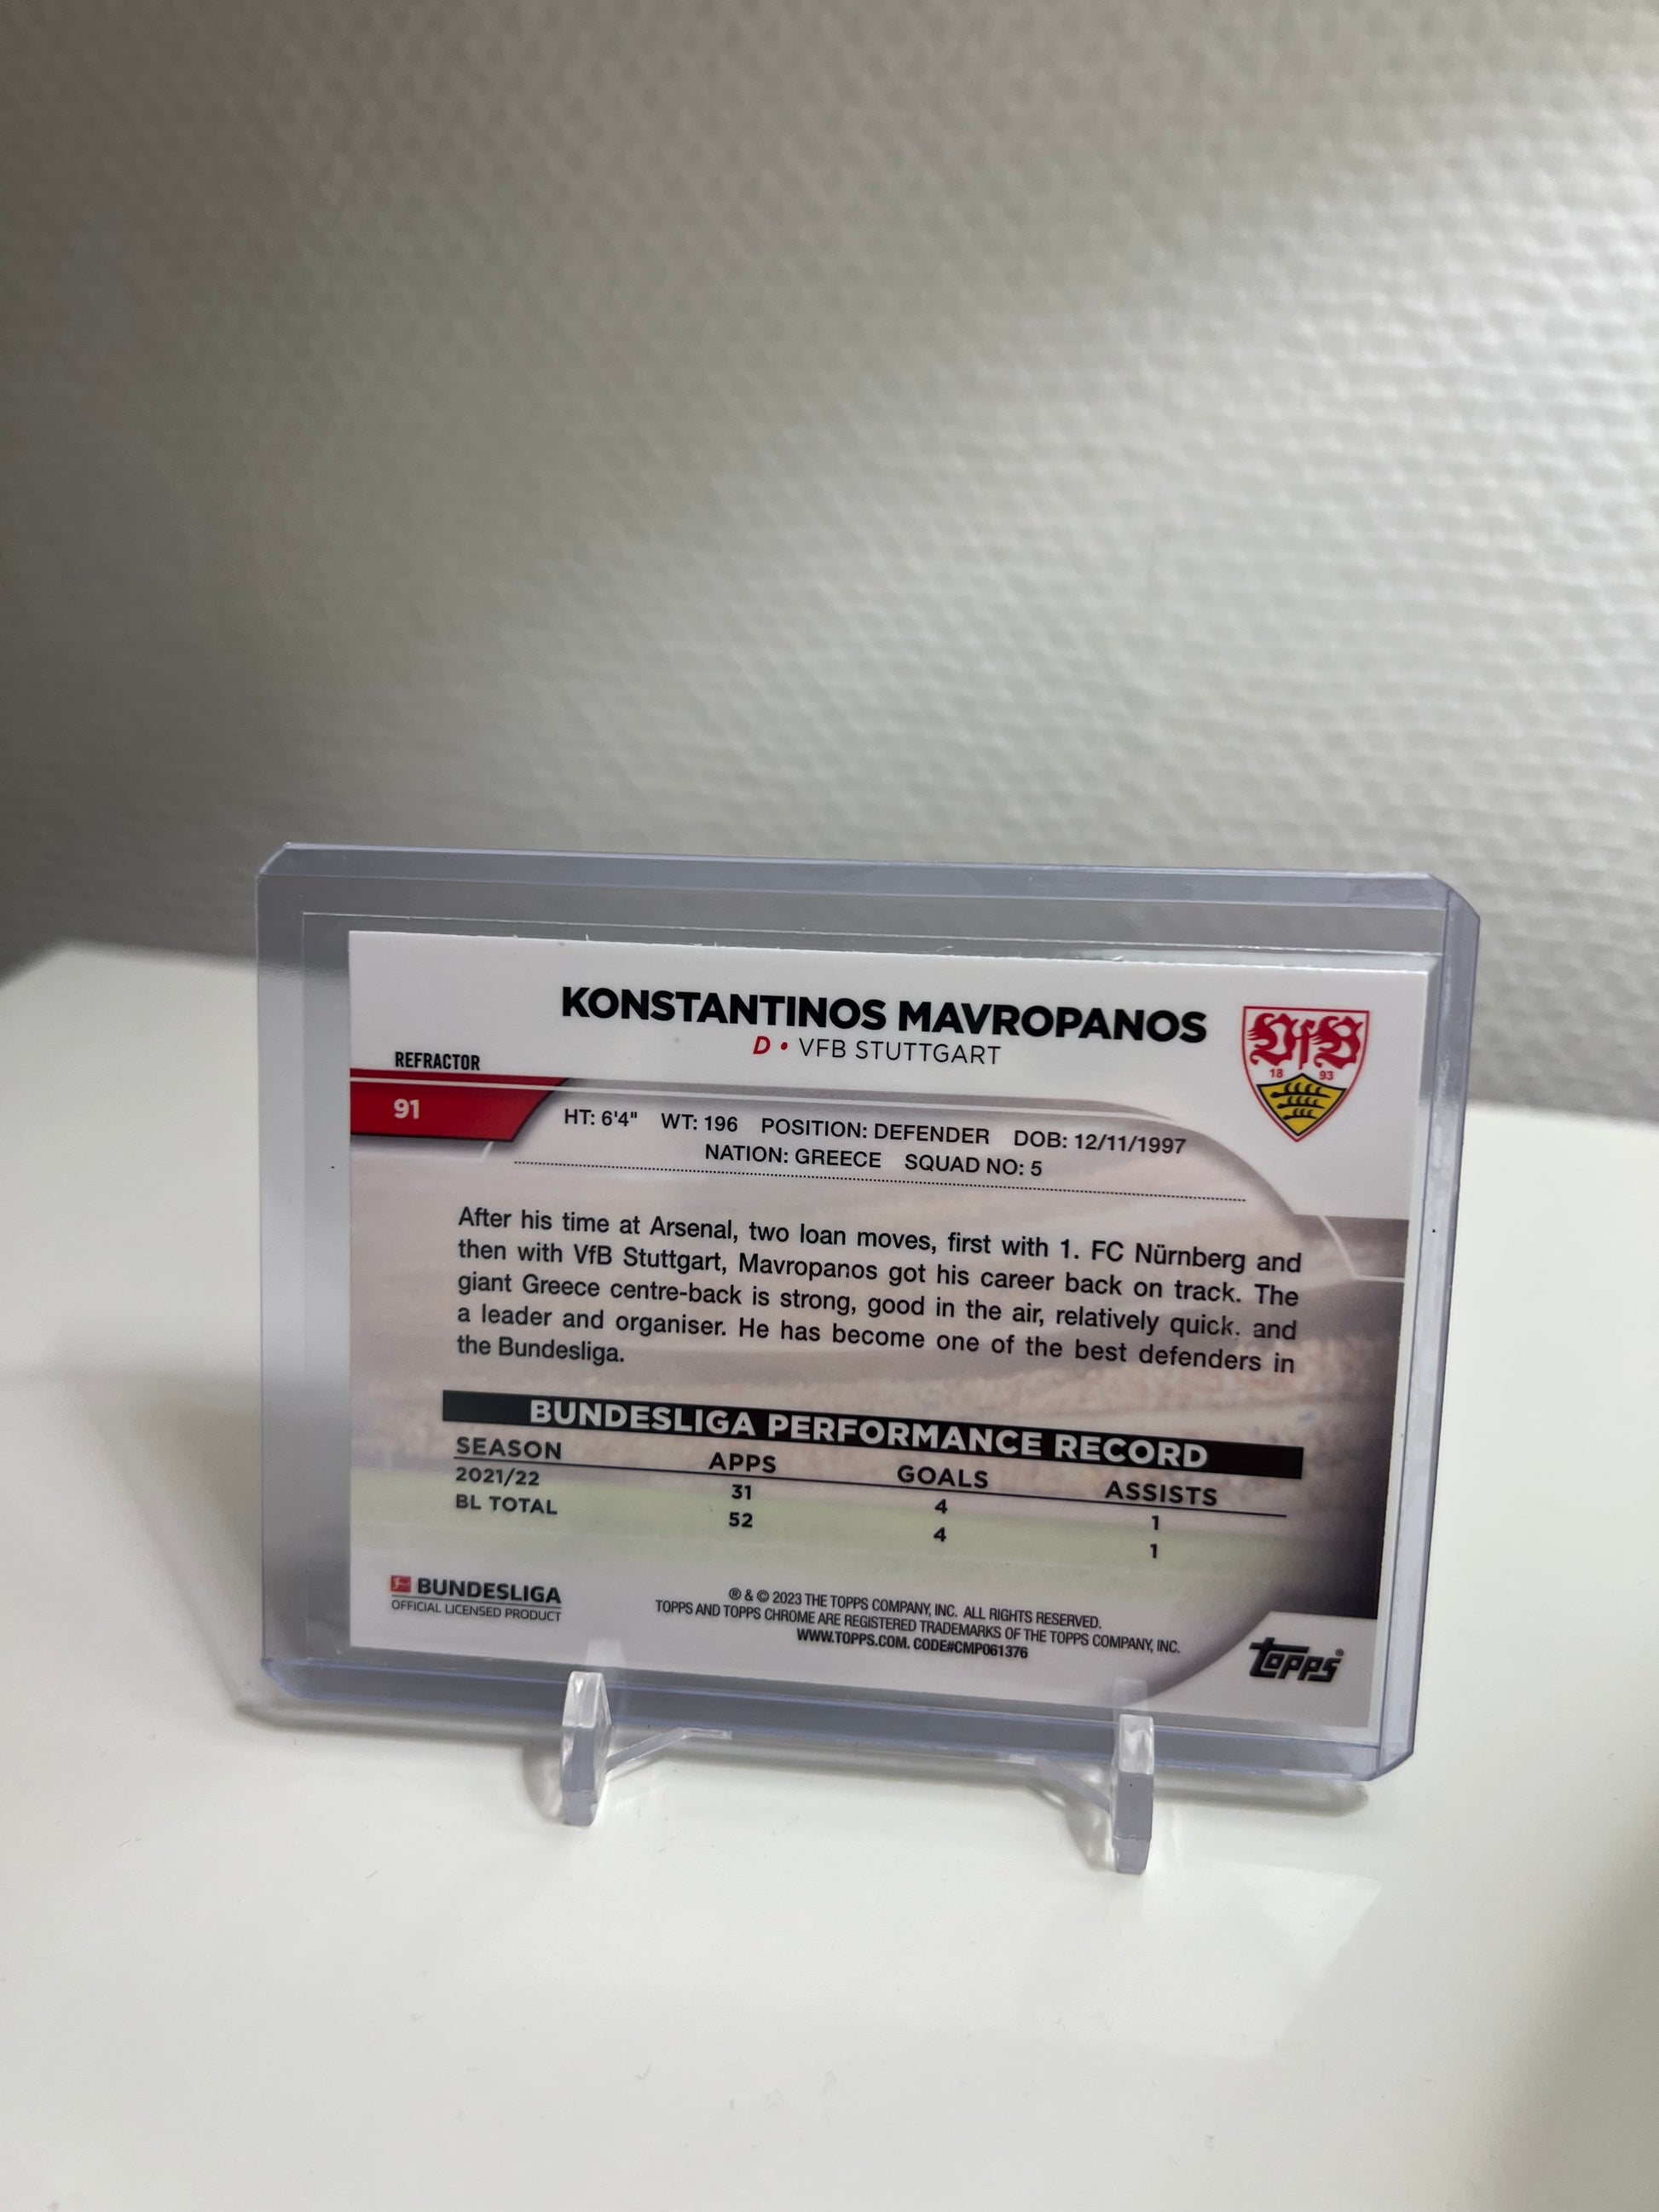 KONSTANTINOS MAVROPANOS
D • VFB STUTTGART
VfB
18 93
REFRACTOR
91
HT: 6'4" WT: 196 POSITION: DEFENDER DOB: 12/11/1997
NATION: GREECE SQUAD NO: 5
After his time at Arsenal, two loan moves, first with 1. FC Nürnberg and
then with VfB Stuttgart, Mavropanos got his career back on track. The
giant Greece centre-back is strong, good in the air, relatively quick. and
a leader and organiser. He has become one of the best defenders in
the Bundesliga.
BUNDESLIGA PERFORMANCE RECORD
SEASON APPS GOALS ASSISTS
2021/22 31 4 1
BL TOTAL 52 4 1
BUNDESLIGA
OFFICIAL LICENSED PRODUCT
® & © 2023 THE TOPPS COMPANY, INC. ALL RIGHTS RESERVED.
TOPPS AND TOPPS CHROME ARE REGISTERED TRADEMARKS OF THE TOPPS COMPANY, INC.
WWW.TOPPS.COM. CODE#CMP061376
topps®